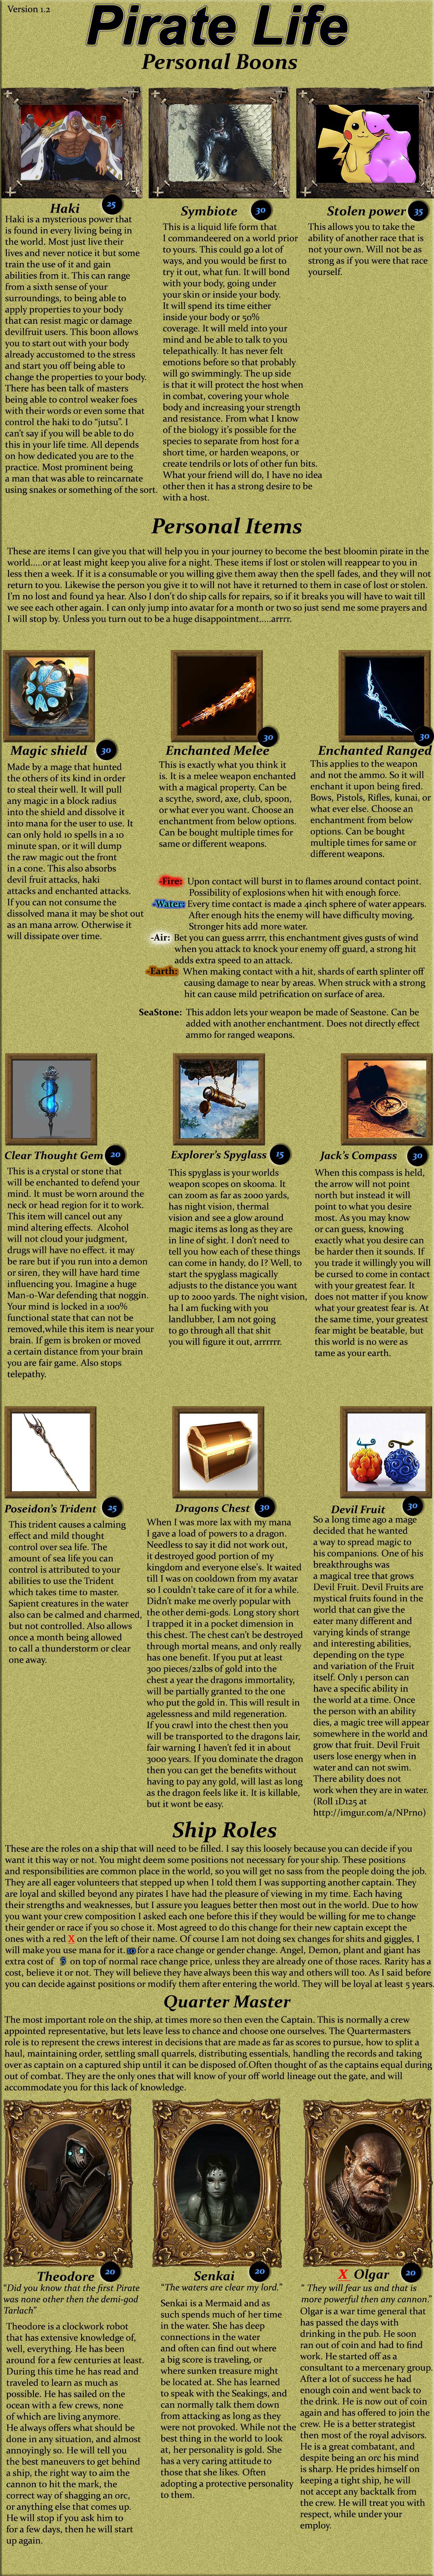 Version 1.2
Pirate Life
Personal Boons
Haki 25
Haki is a mysterious power that
is found in every living being in
the world. Most just live their
lives and never notice it but some
train the use of it and gain
abilities from it. This can range
from a sixth sense of your
surroundings, to being able to
apply properties to your body
that can resist magic or damage
devilfruit users. This boon allows
you to start out with your body
already accustomed to the stress
and start you off being able to
change the properties to your body.
There has been talk of masters
being able to control weaker foes
with their words or even some that
control the haki to do “jutsu”. I
can't say if you will be able to do
this in your life time. All depends
on how dedicated you are to the
practice. Most prominent being
a man that was able to reincarnate
using snakes or something of the sort.
Symbiote 30
This is a liquid life form that
I commandeered on a world prior
to yours. This could go a lot of
ways, and you would be first to
try it out, what fun. It will bond
with your body, going under
your skin or inside your body.
It will spend its time either
inside your body or 50%
coverage. It will meld into your
mind and be able to talk to you
telepathically. It has never felt
emotions before so that probably
will go swimmingly. The up side
is that it will protect the host when
in combat, covering your whole
body and increasing your strength
and resistance. From what I know
of the biology it's possible for the
species to separate from host for a
short time, or harden weapons, or
create tendrils or lots of other fun bits.
What your friend will do, I have no idea
other then it has a strong desire to be
with a host.
Stolen power 35
This allows you to take the
ability of another race that is
not your own. Will not be as
strong as if you were that race
yourself.
Personal Items
These are items I can give you that will help you in your journey to become the best bloomin pirate in the
world.....or at least might keep you alive for a night. These items if lost or stolen will reappear to you in
less then a week. If it is a consumable or you willing give them away then the spell fades, and they will not
return to you. Likewise the person you give it to will not have it returned to them in case of lost or stolen.
I'm no lost and found ya hear. Also I don't do ship calls for repairs, so if it breaks you will have to wait till
we see each other again. I can only jump into avatar for a month or two so just send me some prayers and
I will stop by. Unless you turn out to be a huge disappointment.....arrrr.
Magic shield 30
Made by a mage that hunted
the others of its kind in order
to steal their well. It will pull
any magic in a block radius
into the shield and dissolve it
into mana for the user to use. It
can only hold 10 spells in a 10
minute span, or it will dump
the raw magic out the front
in a cone. This also absorbs
devil fruit attacks, haki
attacks and enchanted attacks.
If you can not consume the
dissolved mana it may be shot out
as an mana arrow. Otherwise it
will dissipate over time.
Enchanted Melee 30
This is exactly what you think it
is. It is a melee weapon enchanted
with a magical property. Can be
a scythe, sword, axe, club, spoon,
or what ever you want. Choose an
enchantment from below options.
Can be bought multiple times for
same or different weapons.
Enchanted Ranged 30
This applies to the weapon
and not the ammo. So it will
enchant it upon being fired.
Bows, Pistols, Rifles, kunai, or
what ever else. Choose an
enchantment from below
options. Can be bought
multiple times for same or
different weapons.
-Fire: Upon contact will burst in to flames around contact point.
Possibility of explosions when hit with enough force.
-Water: Every time contact is made a 4inch sphere of water appears.
After enough hits the enemy will have difficulty moving.
Stronger hits add more water.
-Air: Bet you can guess arrrr, this enchantment gives gusts of wind
when you attack to knock your enemy off guard, a strong hit
adds extra speed to an attack.
-Earth: When making contact with a hit, shards of earth splinter off
causing damage to near by areas. When struck with a strong
hit can cause mild petrification on surface of area.
SeaStone: This addon lets your weapon be made of Seastone. Can be
added with another enchantment. Does not directly effect
ammo for ranged weapons.
Clear Thought Gem 20
This is a crystal or stone that
will be enchanted to defend your
mind. It must be worn around the
neck or head region for it to work.
This item will cancel out any
mind altering effects. Alcohol
will not cloud your judgment,
drugs will have no effect. it may
be rare but if you run into a demon
or siren, they will have hard time
influencing you. Imagine a huge
Man-o-War defending that noggin.
Your mind is locked in a 100%
functional state that can not be
removed,while this item is near your
brain. If gem is broken or moved
a certain distance from your brain
you are fair game. Also stops
telepathy.
Explorer's Spyglass 15
This spyglass is your worlds
weapon scopes on skooma. It
can zoom as far as 2000 yards,
has night vision, thermal
vision and see a glow around
magic items as long as they are
in line of sight. I don't need to
tell you how each of these things
can come in handy, do I? Well, to
start the spyglass magically
adjusts to the distance you want
up to 2000 yards. The night vision,
ha I am fucking with you
landlubber, I am not going
to go through all that shit
you will figure it out, arrrrrr.
Jack's Compass 30
When this compass is held,
the arrow will not point
north but instead it will
point to what you desire
most. As you may know
or can guess, knowing
exactly what you desire can
be harder then it sounds. If
you trade it willingly you will
be cursed to come in contact
with your greatest fear. It
does not matter if you know
what your greatest fear is. At
the same time, your greatest
fear might be beatable, but
this world is no were as
tame as your earth.
Poseidon's Trident 25
This trident causes a calming
effect and mild thought
control over sea life. The
amount of sea life you can
control is attributed to your
abilities to use the Trident
which takes time to master.
Sapient creatures in the water
also can be calmed and charmed,
but not controlled. Also allows
once a month being allowed
to call a thunderstorm or clear
one away.
Dragons Chest 30
When I was more lax with my mana
I gave a load of powers to a dragon.
Needless to say it did not work out,
it destroyed good portion of my
kingdom and everyone else's. It waited
till I was on cooldown from my avatar
so I couldn't take care of it for a while.
Didn't make me overly popular with
the other demi-gods. Long story short
I trapped it in a pocket dimension in
this chest. The chest can't be destroyed
through mortal means, and only really
has one benefit. If you put at least
300 pieces/22lbs of gold into the
chest a year the dragons immortality,
will be partially granted to the one
who put the gold in. This will result in
agelessness and mild regeneration.
If you crawl into the chest then you
will be transported to the dragons lair,
fair warning I haven't fed it in about
3000 years. If you dominate the dragon
then you can get the benefits without
having to pay any gold, will last as long
as the dragon feels like it. It is killable,
but it wont be easy.
Devil Fruit 30
So a long time ago a mage
decided that he wanted
a way to spread magic to
his companions. One of his
breakthroughs was
a magical tree that grows
Devil Fruit. Devil Fruits are
mystical fruits found in the
world that can give the
eater many different and
varying kinds of strange
and interesting abilities,
depending on the type
and variation of the Fruit
itself. Only 1 person can
have a specific ability in
the world at a time. Once
the person with an ability
dies, a magic tree will appear
somewhere in the world and
grow that fruit. Devil Fruit
users lose energy when in
water and can not swim.
There ability does not
work when they are in water.
(Roll 1D125 at
http://imgur.com/a/NPrno)
Ship Roles
These are the roles on a ship that will need to be filled. I say this loosely because you can decide if you
want it this way or not. You might deem some positions not necessary for your ship. These positions
and responsibilities are common place in the world, so you will get no sass from the people doing the job.
They are all eager volunteers that stepped up when I told them I was supporting another captain. They
are loyal and skilled beyond any pirates I have had the pleasure of viewing in my time. Each having
their strengths and weaknesses, but I assure you leagues better then most out in the world. Due to how
you want your crew composition I asked each one before this if they would be willing for me to change
their gender or race if you so chose it. Most agreed to do this change for their new captain except the
ones with a red X on the left of their name. Of course I am not doing sex changes for shits and giggles, I
will make you use mana for it. 10 for a race change or gender change. Angel, Demon, plant and giant has
extra cost of 5 on top of normal race change price, unless they are already one of those races. Rarity has a
cost, believe it or not. They will believe they have always been this way and others will too. As I said before
you can decide against positions or modify them after entering the world. They will be loyal at least 5 years.
Quarter Master
The most important role on the ship, at times more so then even the Captain. This is normally a crew
appointed representative, but lets leave less to chance and choose one ourselves. The Quartermasters
role is to represent the crews interest in decisions that are made as far as scores to pursue, how to split a
haul, maintaining order, settling small quarrels, distributing essentials, handling the records and taking
over as captain on a captured ship until it can be disposed of.Often thought of as the captains equal during
out of combat. They are the only ones that will know of your off world lineage out the gate, and will
accommodate you for this lack of knowledge.
Theodore 20
“Did you know that the first Pirate
was none other then the demi-god
Tarlach”
Theodore is a clockwork robot
that has extensive knowledge of,
well, everything. He has been
around for a few centuries at least.
During this time he has read and
traveled to learn as much as
possible. He has sailed on the
ocean with a few crews, none
of which are living anymore.
He always offers what should be
done in any situation, and almost
annoyingly so. He will tell you
the best maneuvers to get behind
a ship, the right way to aim the
cannon to hit the mark, the
correct way of shagging an orc,
or anything else that comes up.
He will stop if you ask him to
for a few days, then he will start
up again.
Senkai 20
“The waters are clear my lord.”
Senkai is a Mermaid and as
such spends much of her time
in the water. She has deep
connections in the water
and often can find out where
a big score is traveling, or
where sunken treasure might
be located at. She has learned
to speak with the Seakings, and
can normally talk them down
from attacking as long as they
were not provoked. While not the
best thing in the world to look
at, her personality is gold. She
has a very caring attitude to
those that she likes. Often
adopting a protective personality
to them.
X Olgar 20
“ They will fear us and that is
more powerful then any cannon.”
Olgar is a war time general that
has passed the days with
drinking in the pub. He soon
ran out of coin and had to find
work. He started off as a
consultant to a mercenary group.
After a lot of success he had
enough coin and went back to
the drink. He is now out of coin
again and has offered to join the
crew. He is a better strategist
then most of the royal advisors.
He is a great combatant, and
despite being an orc his mind
is sharp. He prides himself on
keeping a tight ship, he will
not accept any backtalk from
the crew. He will treat you with
respect, while under your
employ.